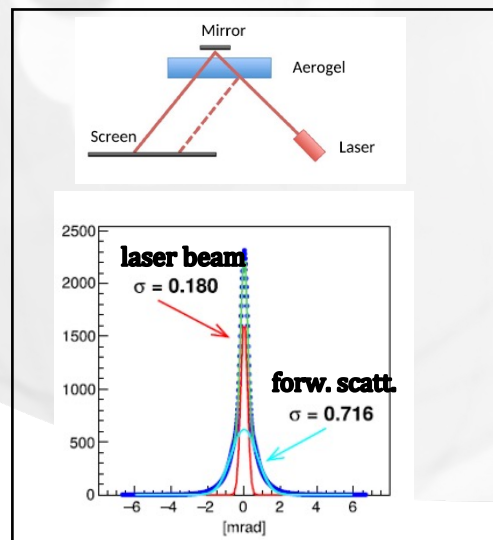 Mirror
Aerogel
Screen
Laser
2500
2000
1500
1000
500
0
laser beam
σ = 0.180
forw. scatt.
σ = 0.716
−6 −4 −2 0 2 4 6
[mrad]